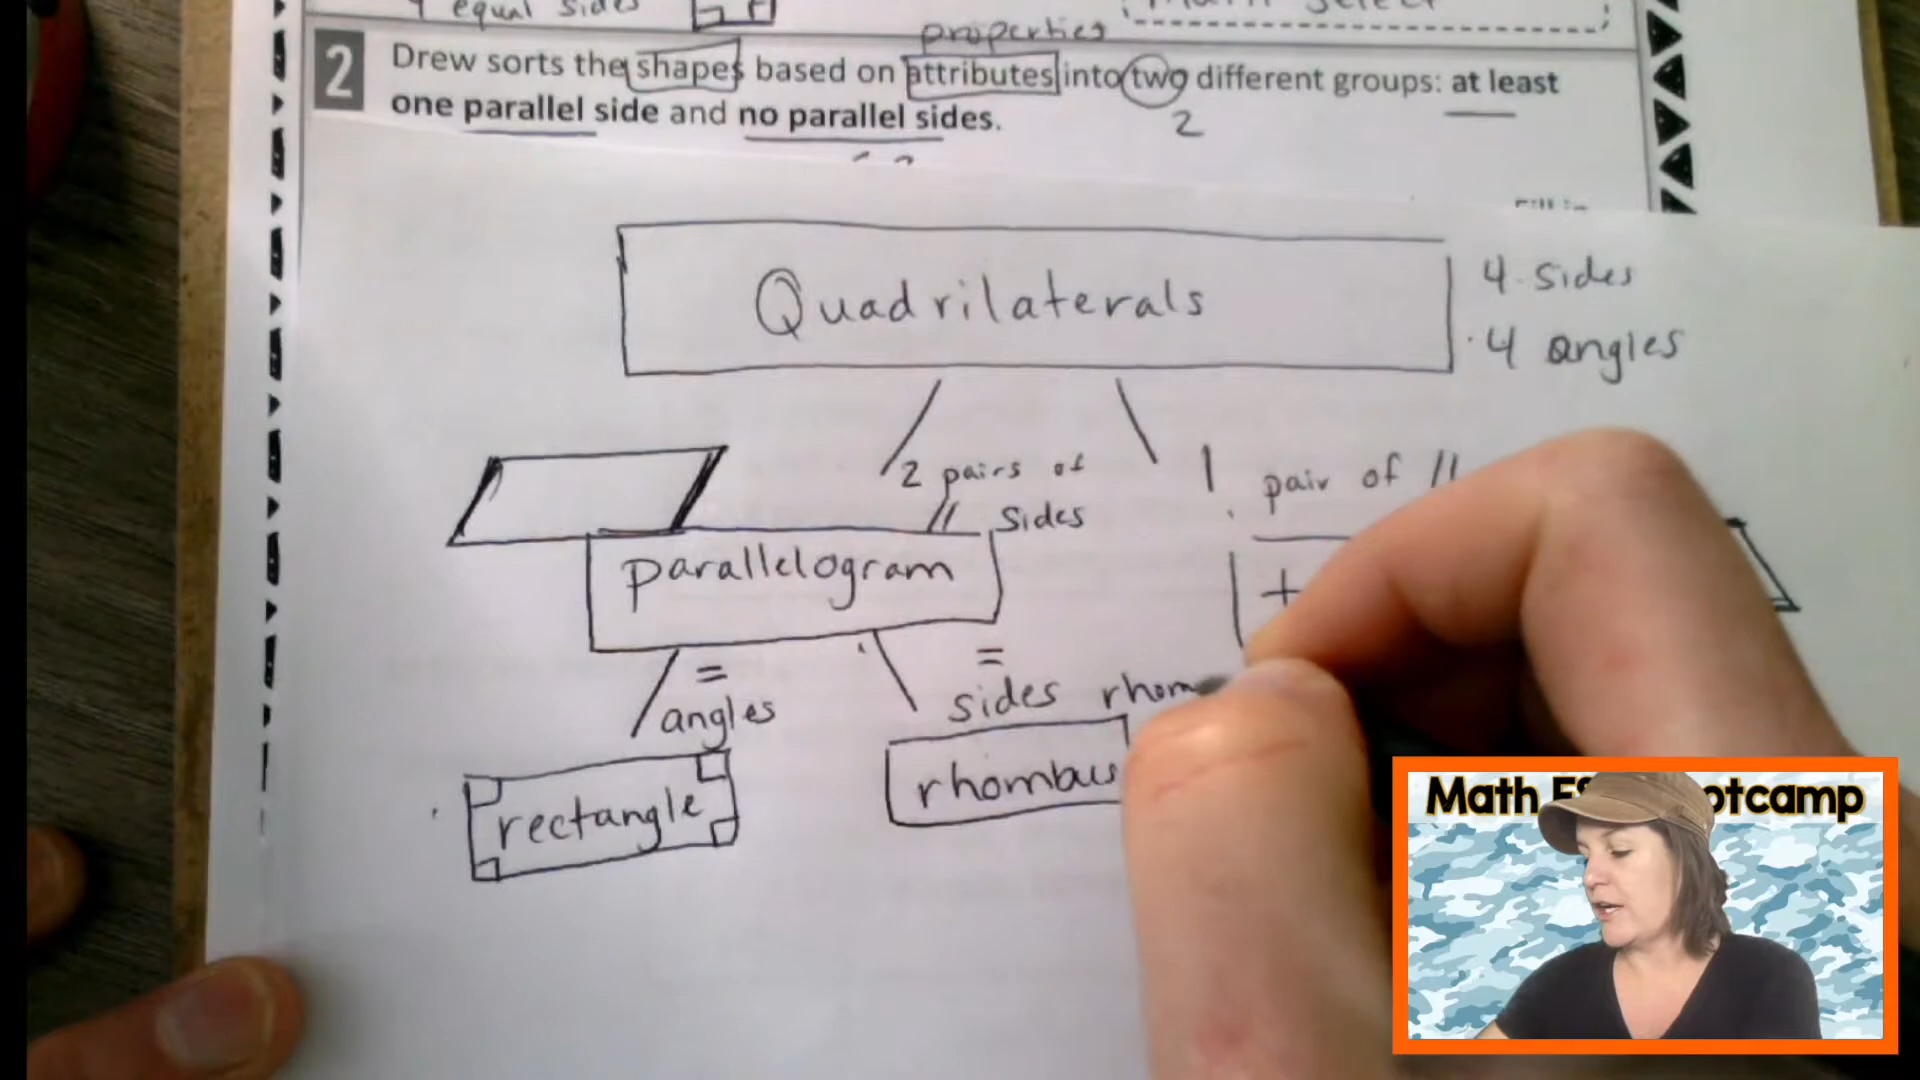 equal sides
properties
2 Drew sorts the shapes based on attributes into two different groups: at least
one parallel side and no parallel sides.
2
Quadrilaterals
4 sides
4 angles
2 pairs of
// sides
1 pair of //
parallelogram
=
angles
=
sides rhom
rectangle
rhombus
Math otcamp